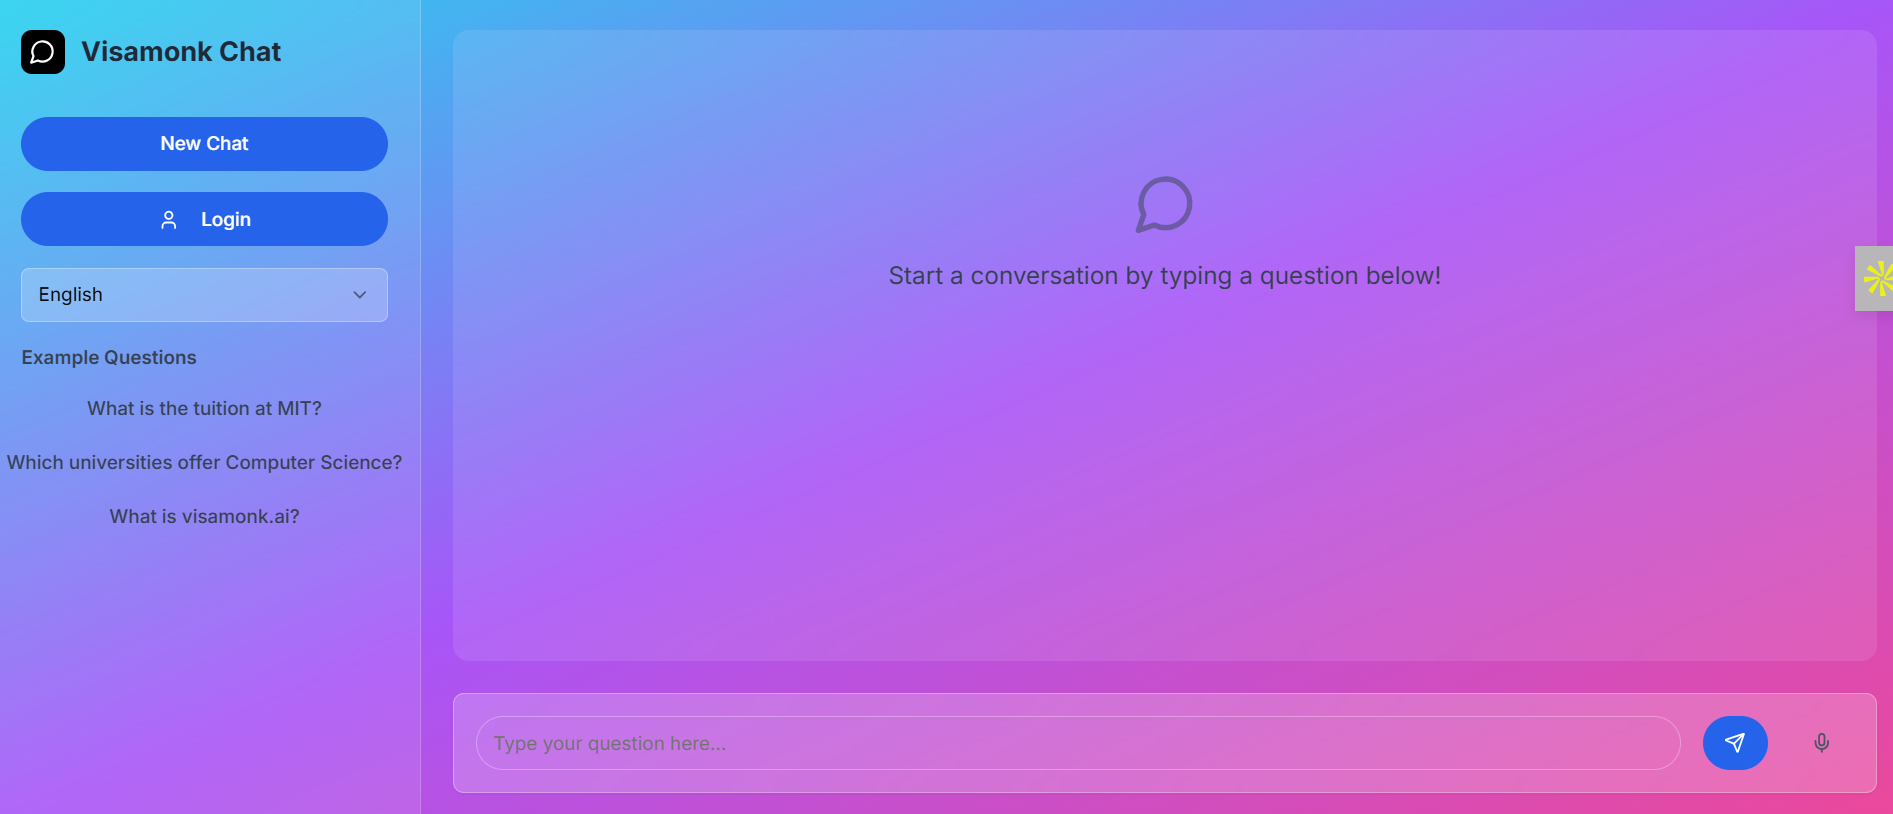 Visamonk Chat
New Chat
Login
English
Example Questions
What is the tuition at MIT?
Which universities offer Computer Science?
What is visamonk.ai?
Start a conversation by typing a question below!
Type your question here...